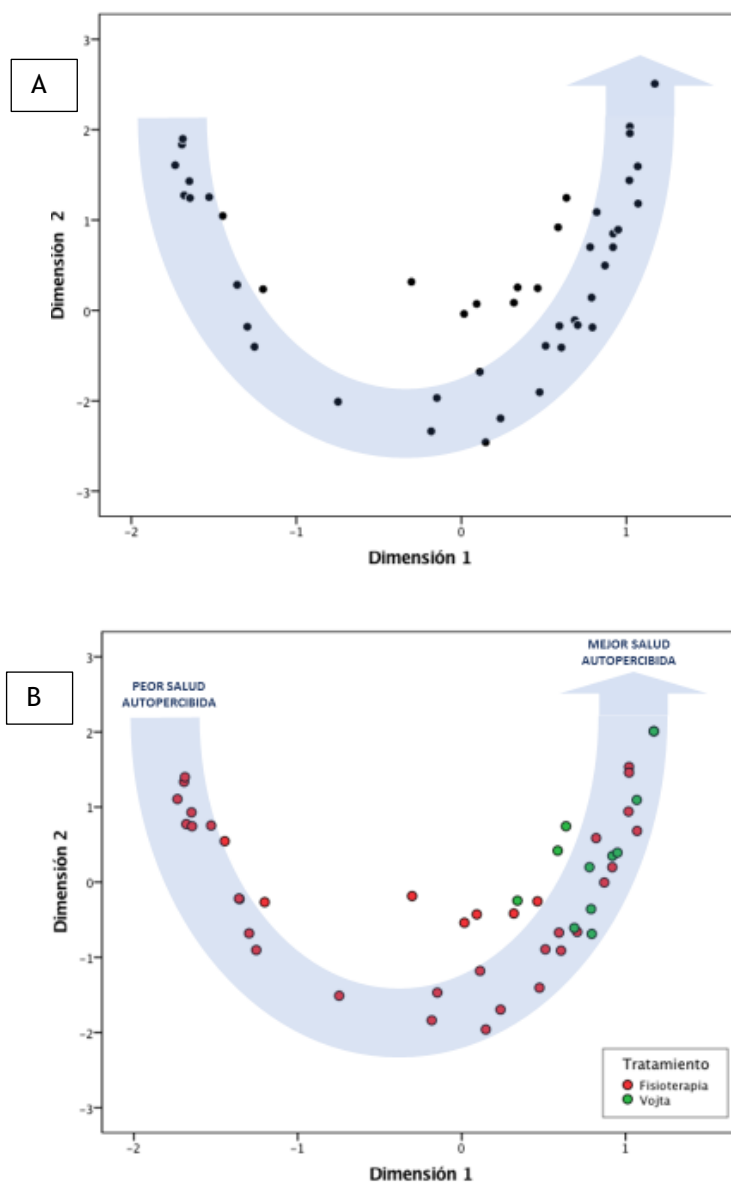 A
3
2
1
0
-2
-3
Dimensión 2
-2 -1 0 1
Dimensión 1
B
PEOR SALUD
AUTOPERCIBIDA
MEJOR SALUD
AUTOPERCIBIDA
3
2
1
0
-1
-2
-3
Dimensión 2
Tratamiento
Fisioterapia
Vojta
-2 -1 0 1
Dimensión 1